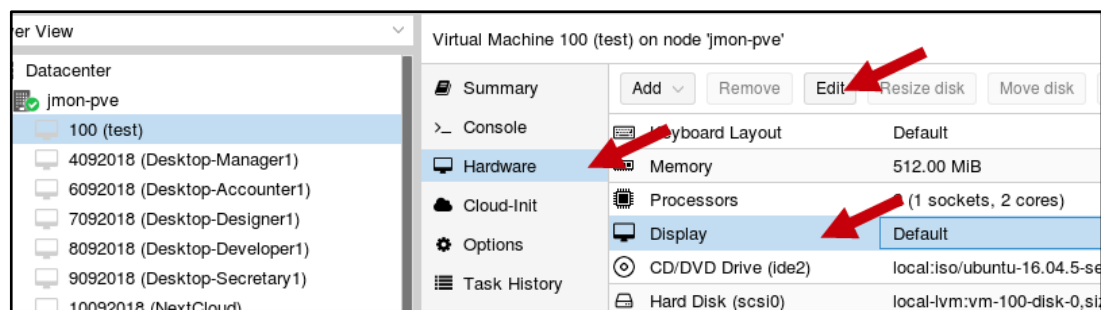 er View
Datacenter
jmon-pve
100 (test)
4092018 (Desktop-Manager1)
6092018 (Desktop-Accounter1)
7092018 (Desktop-Designer1)
8092018 (Desktop-Developer1)
9092018 (Desktop-Secretary1)
10092018 (NextCloud)
Virtual Machine 100 (test) on node 'jmon-pve'
Summary
>_ Console
Hardware
Cloud-Init
Options
Task History
Add Remove Edit Resize disk Move disk
Keyboard Layout Default
Memory 512.00 MiB
Processors (1 sockets, 2 cores)
Display Default
CD/DVD Drive (ide2) local:iso/ubuntu-16.04.5-se
Hard Disk (scsi0) local-lvm:vm-100-disk-0,siz